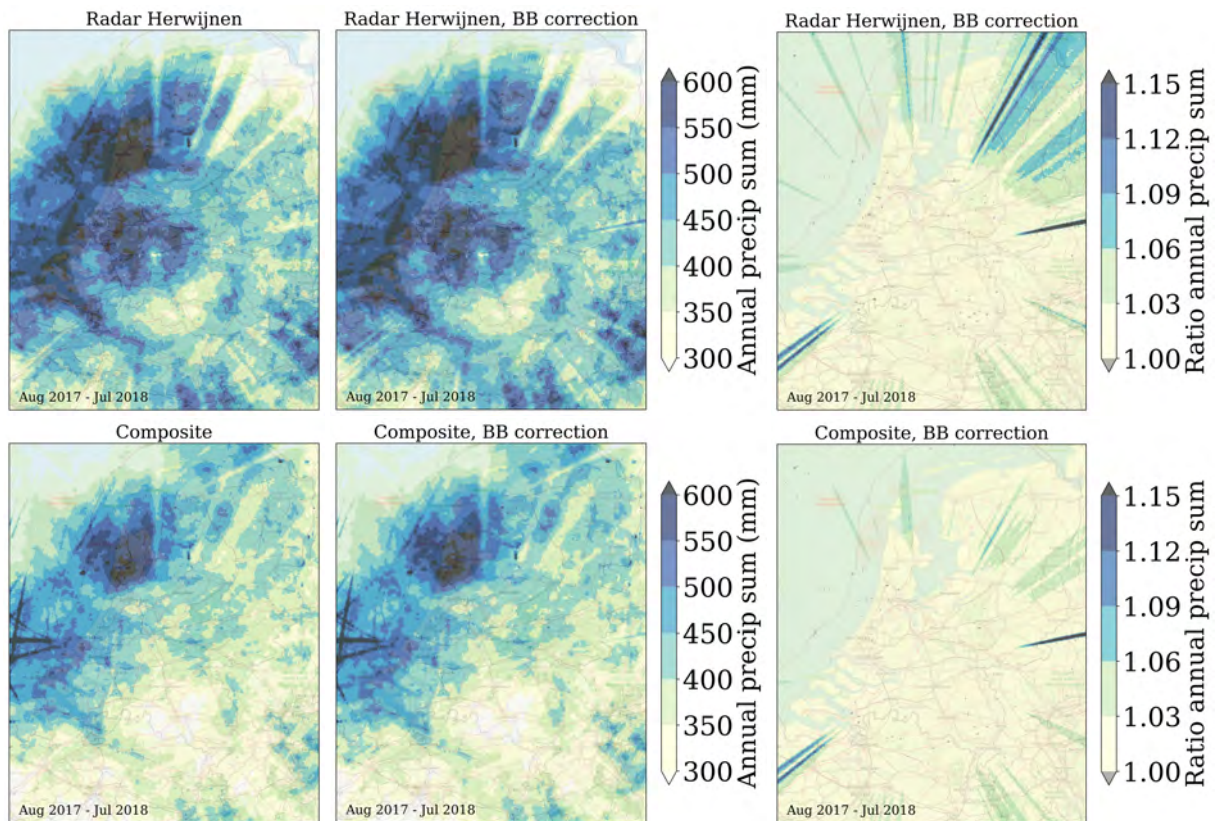 Radar Herwijnen
Radar Herwijnen, BB correction
Radar Herwijnen, BB correction
600
550
500
450
400
350
300
Annual precip sum (mm)
1.15
1.12
1.09
1.06
1.03
1.00
Ratio annual precip sum
Aug 2017 - Jul 2018
Aug 2017 - Jul 2018
Aug 2017 - Jul 2018
Composite
Composite, BB correction
Composite, BB correction
600
550
500
450
400
350
300
Annual precip sum (mm)
1.15
1.12
1.09
1.06
1.03
1.00
Ratio annual precip sum
Aug 2017 - Jul 2018
Aug 2017 - Jul 2018
Aug 2017 - Jul 2018